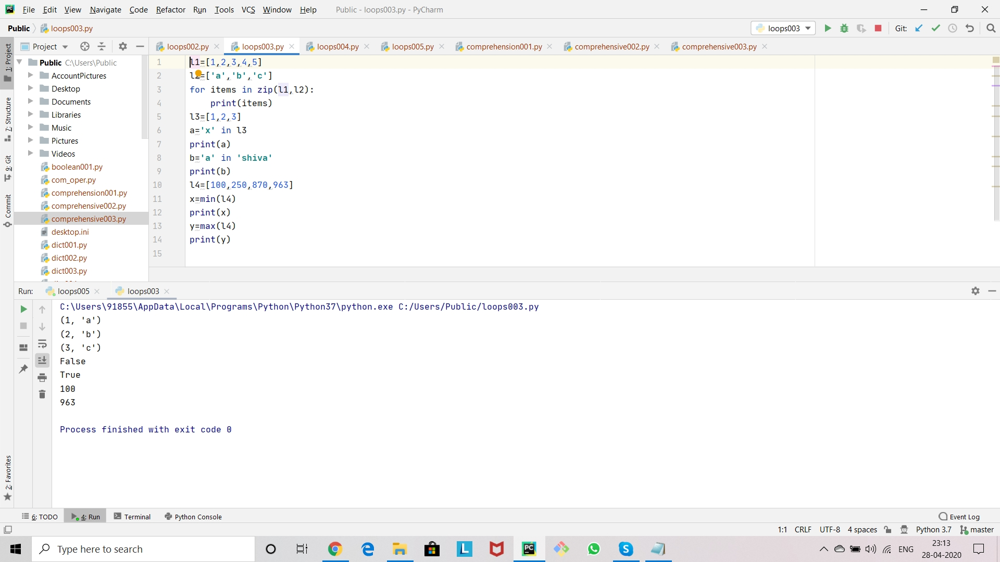 PC File Edit View Navigate Code Refactor Run Tools VCS Window Help Public - loops003.py - PyCharm
Public loops003.py loops003 Git:
Project loops002.py loops003.py loops004.py loops005.py comprehension001.py comprehensive002.py comprehensive003.py
1: Project
7: Structure
9: Git
Commit
2: Favorites
Public C:\Users\Public
AccountPictures
Desktop
Documents
Libraries
Music
Pictures
Videos
boolean001.py
com_oper.py
comprehension001.py
comprehensive002.py
comprehensive003.py
desktop.ini
dict001.py
dict002.py
dict003.py
1 l1=[1,2,3,4,5]
2 l2=['a','b','c']
3 for items in zip(l1,l2):
4 print(items)
5 l3=[1,2,3]
6 a='x' in l3
7 print(a)
8 b='a' in 'shiva'
9 print(b)
10 l4=[100,250,870,963]
11 x=min(l4)
12 print(x)
13 y=max(l4)
14 print(y)
15
Run: loops005 loops003
C:\Users\91855\AppData\Local\Programs\Python\Python37\python.exe C:/Users/Public/loops003.py
(1, 'a')
(2, 'b')
(3, 'c')
False
True
100
963
Process finished with exit code 0
6: TODO 4: Run Terminal Python Console Event Log
1:1 CRLF UTF-8 4 spaces Python 3.7 master
Type here to search L PC S ENG 23:13
28-04-2020